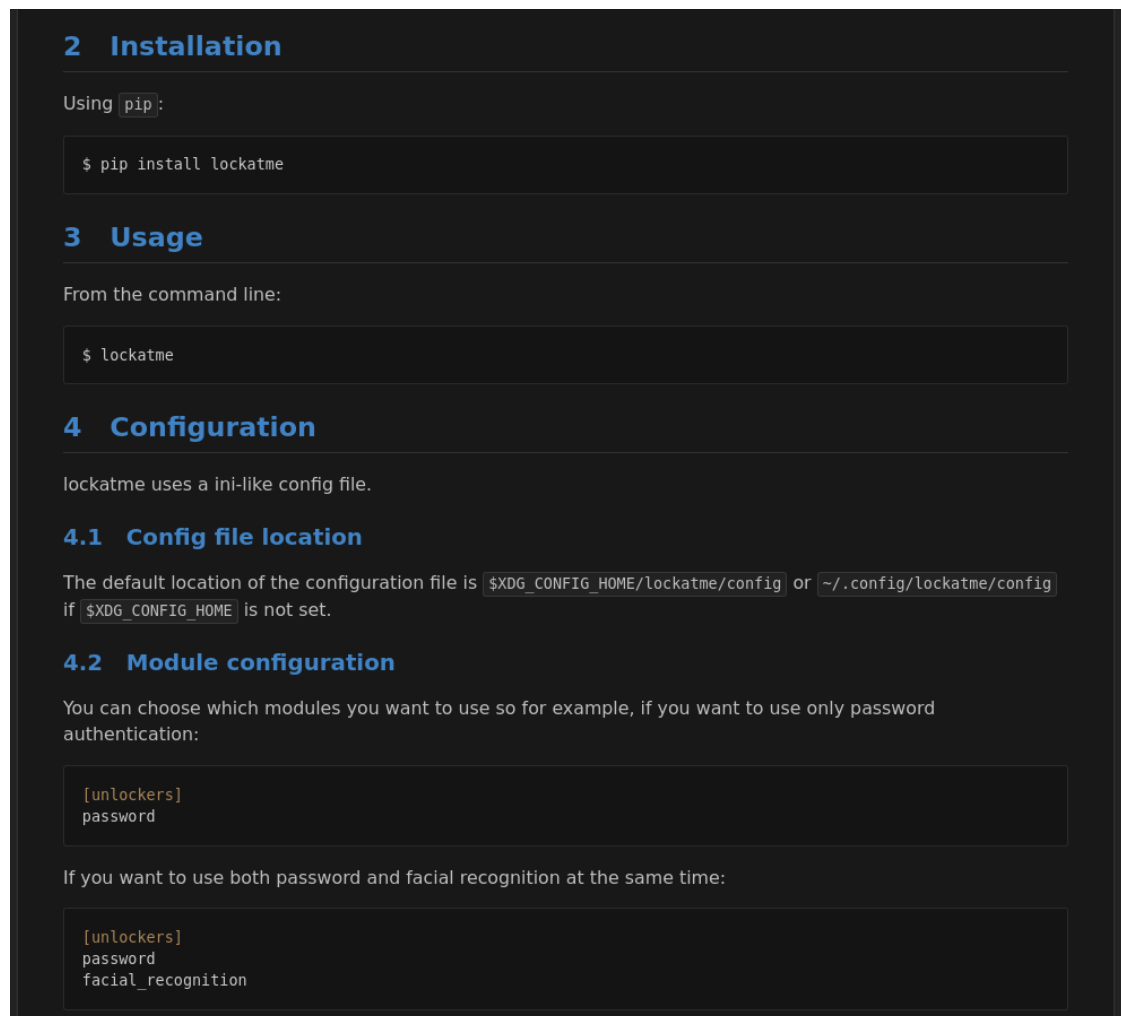 2 Installation
Using pip:
$ pip install lockatme
3 Usage
From the command line:
$ lockatme
4 Configuration
lockatme uses a ini-like config file.
4.1 Config file location
The default location of the configuration file is $XDG_CONFIG_HOME/lockatme/config or ~/.config/lockatme/config
if $XDG_CONFIG_HOME is not set.
4.2 Module configuration
You can choose which modules you want to use so for example, if you want to use only password
authentication:
[unlockers]
password
If you want to use both password and facial recognition at the same time:
[unlockers]
password
facial_recognition